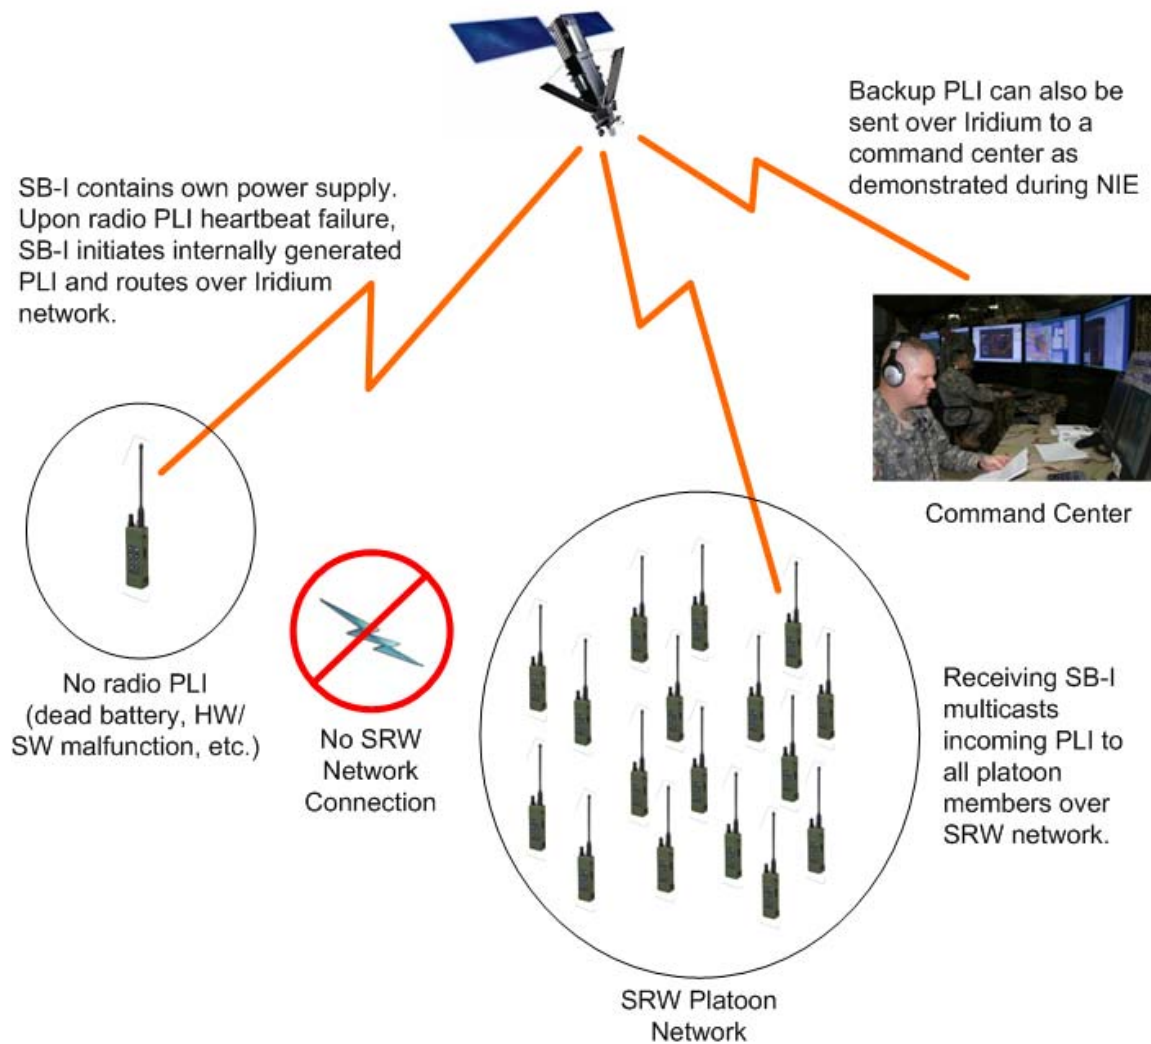 Backup PLI can also be
sent over Iridium to a
command center as
demonstrated during NIE
SB-I contains own power supply.
Upon radio PLI heartbeat failure,
SB-I initiates internally generated
PLI and routes over Iridium
network.
Command Center
No radio PLI
(dead battery, HW/
SW malfunction, etc.)
No SRW
Network
Connection
Receiving SB-I
multicasts
incoming PLI to
all platoon
members over
SRW network.
SRW Platoon
Network